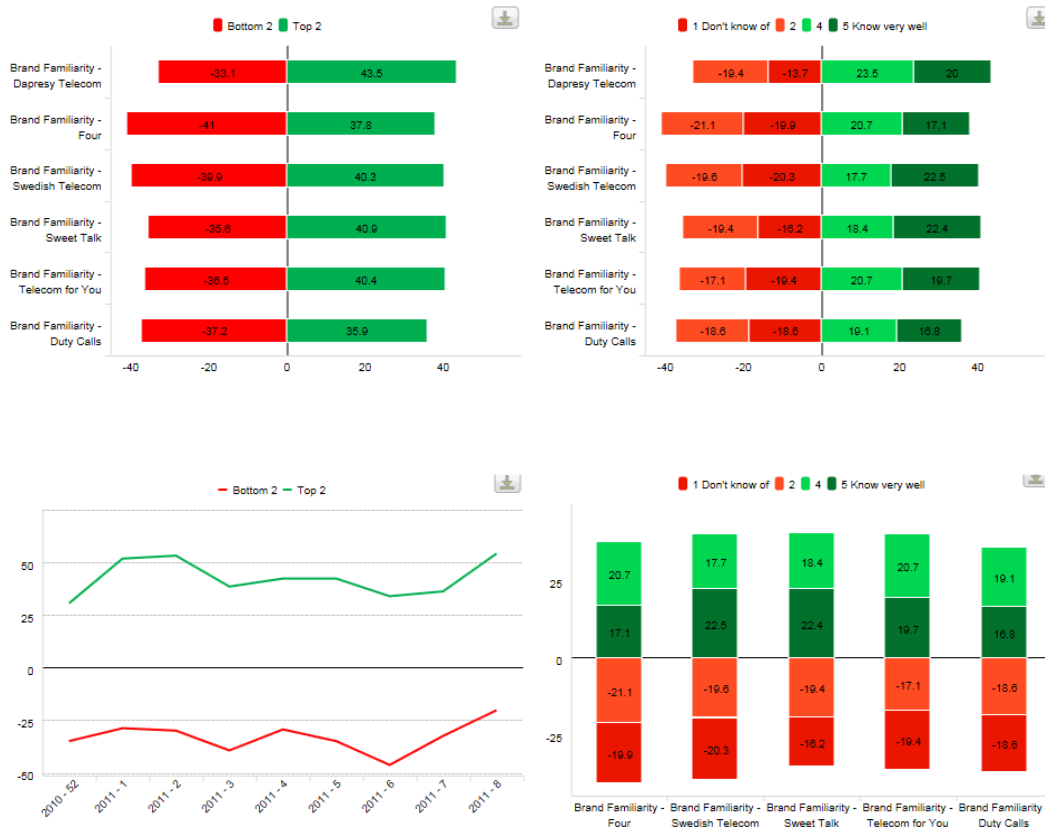 Bottom 2 Top 2
Brand Familiarity -
Dapresy Telecom
-33.1 43.5
Brand Familiarity -
Four
-41 37.8
Brand Familiarity -
Swedish Telecom
-39.9 40.3
Brand Familiarity -
Sweet Talk
-35.6 40.9
Brand Familiarity -
Telecom for You
-36.5 40.4
Brand Familiarity -
Duty Calls
-37.2 35.9
-40 -20 0 20 40
1 Don't know of 2 4 5 Know very well
Brand Familiarity -
Dapresy Telecom
-19.4 -13.7 23.5 20
Brand Familiarity -
Four
-21.1 -19.9 20.7 17.1
Brand Familiarity -
Swedish Telecom
-19.6 -20.3 17.7 22.5
Brand Familiarity -
Sweet Talk
-19.4 -16.2 18.4 22.4
Brand Familiarity -
Telecom for You
-17.1 -19.4 20.7 19.7
Brand Familiarity -
Duty Calls
-18.6 -18.6 19.1 16.8
-40 -20 0 20 40
Bottom 2 Top 2
50
25
0
-25
-50
2010 - 52 2011 - 1 2011 - 2 2011 - 3 2011 - 4 2011 - 5 2011 - 6 2011 - 7 2011 - 8
1 Don't know of 2 4 5 Know very well
25
0
-25
20.7 17.7 18.4 20.7 19.1
17.1 22.5 22.4 19.7 16.8
-21.1 -19.6 -19.4 -17.1 -18.6
-19.9 -20.3 -16.2 -19.4 -18.6
Brand Familiarity - Brand Familiarity - Brand Familiarity - Brand Familiarity - Brand Familiarity
Four Swedish Telecom Sweet Talk Telecom for You Duty Calls